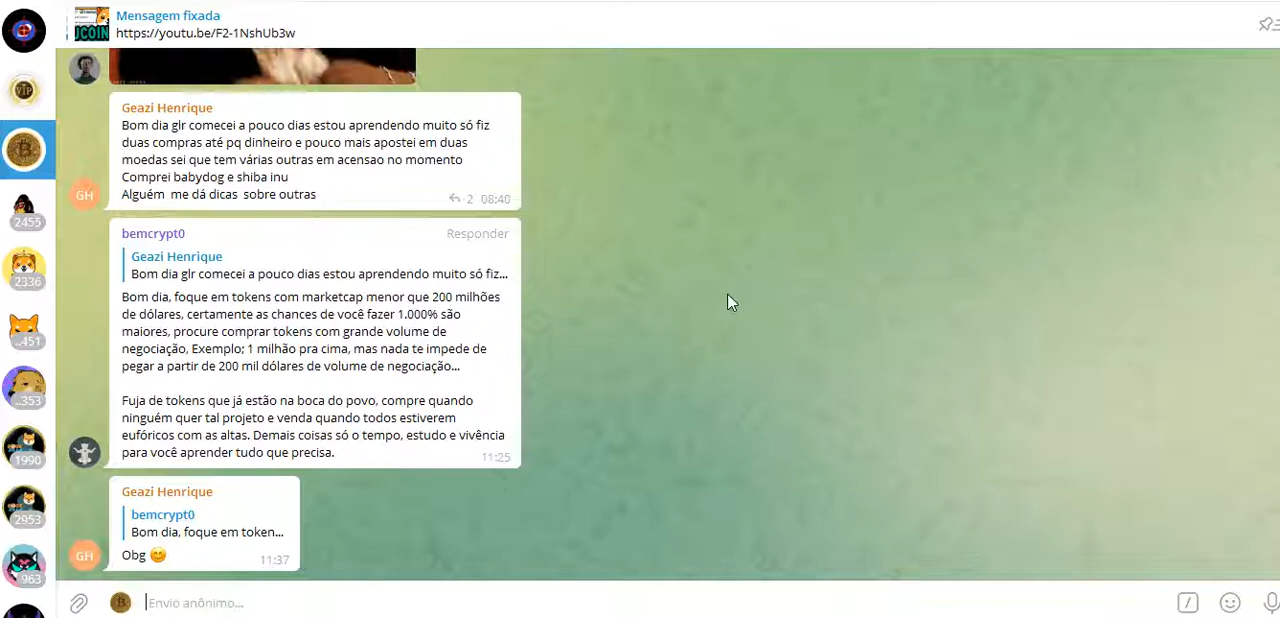 Mensagem fixada
https://youtu.be/F2-1NshUb3w
JCOIN
VIP
Geazi Henrique
Bom dia glr comecei a pouco dias estou aprendendo muito só fiz
duas compras até pq dinheiro e pouco mais apostei em duas
moedas sei que tem várias outras em acensao no momento
Comprei babydog e shiba inu
Alguém me dá dicas sobre outras
GH
2 08:40
2455
bemcrypt0
Responder
Geazi Henrique
Bom dia glr comecei a pouco dias estou aprendendo muito só fiz...
Bom dia, foque em tokens com marketcap menor que 200 milhões
de dólares, certamente as chances de você fazer 1.000% são
maiores, procure comprar tokens com grande volume de
negociação, Exemplo; 1 milhão pra cima, mas nada te impede de
pegar a partir de 200 mil dólares de volume de negociação...
Fuja de tokens que já estão na boca do povo, compre quando
ninguém quer tal projeto e venda quando todos estiverem
eufóricos com as altas. Demais coisas só o tempo, estudo e vivência
para você aprender tudo que precisa.
11:25
2336
..451
..353
1990
Geazi Henrique
bemcrypt0
Bom dia, foque em token...
Obg 😊
GH
11:37
2953
963
Envio anônimo...